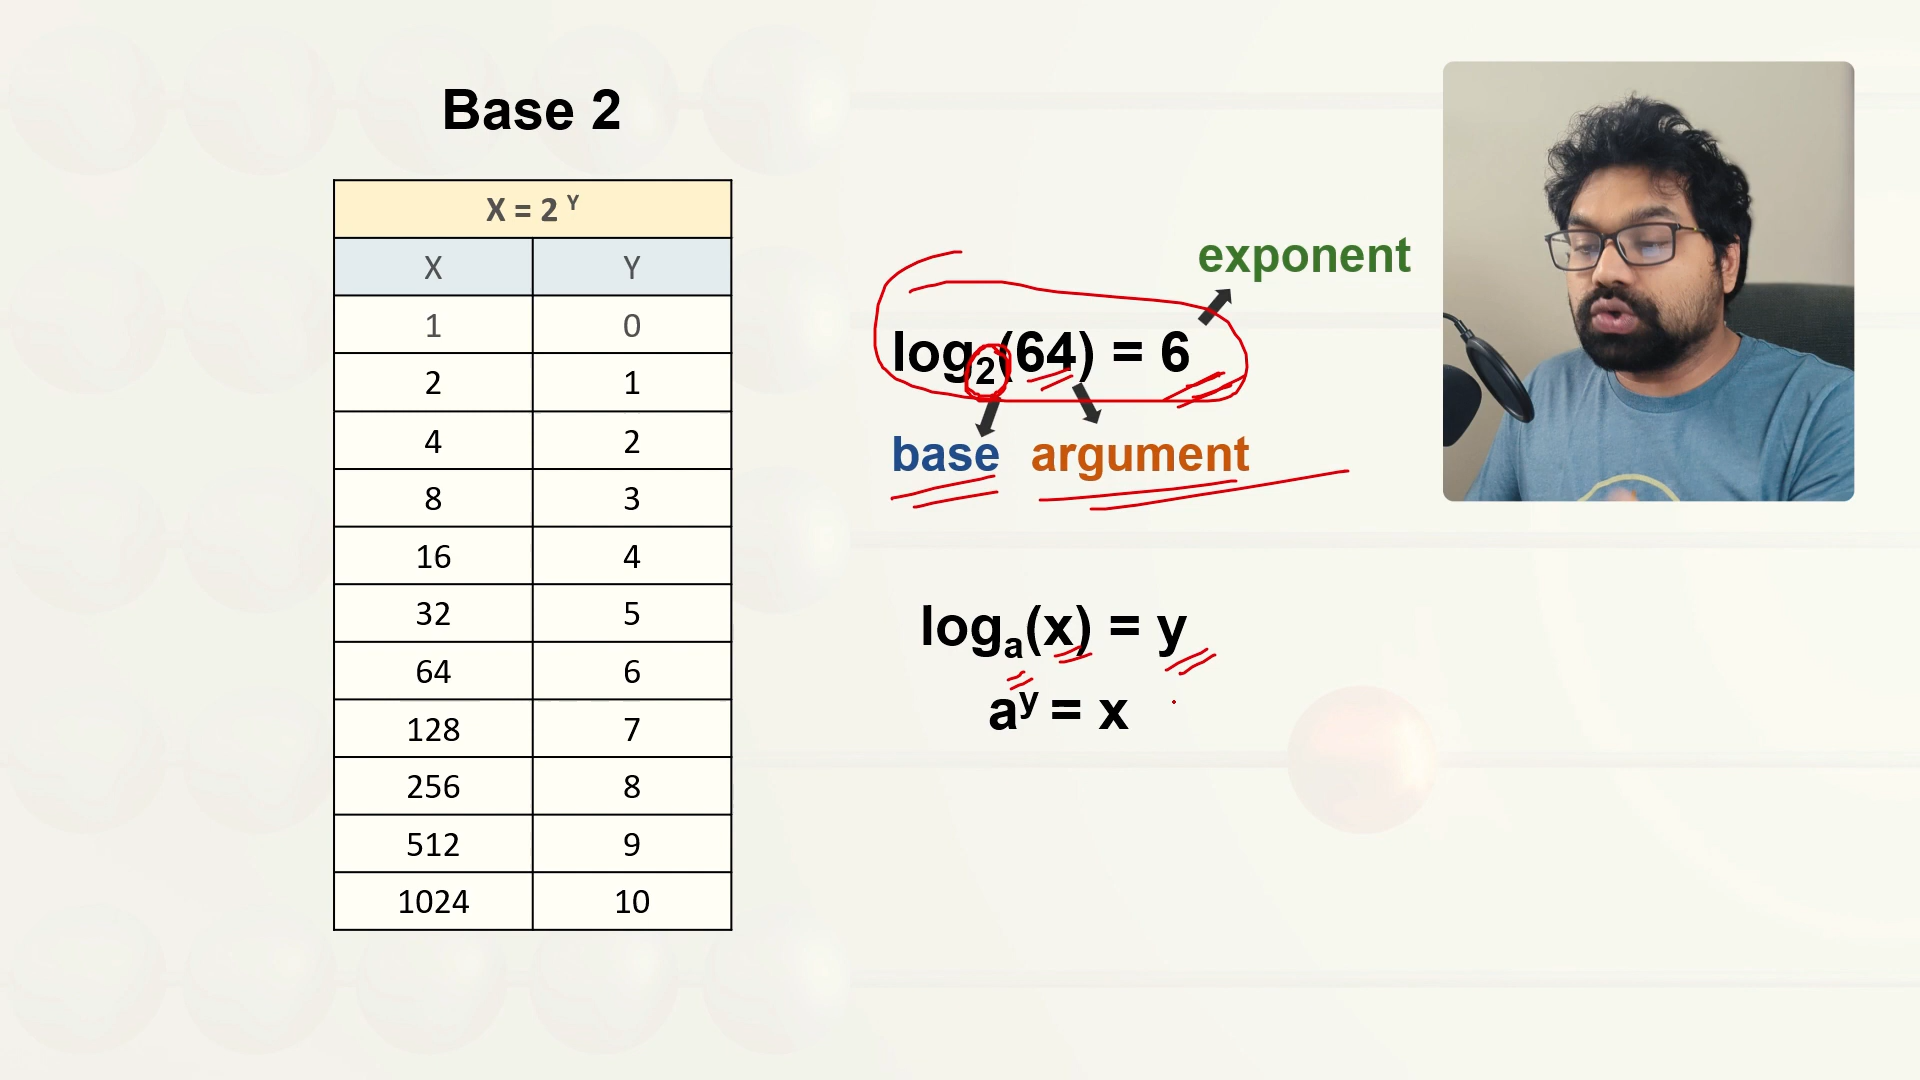 Base 2
X = 2 ʸ
X Y
1 0
2 1
4 2
8 3
16 4
32 5
64 6
128 7
256 8
512 9
1024 10
exponent
log₂(64) = 6
base argument
logₐ(x) = y
aʸ = x